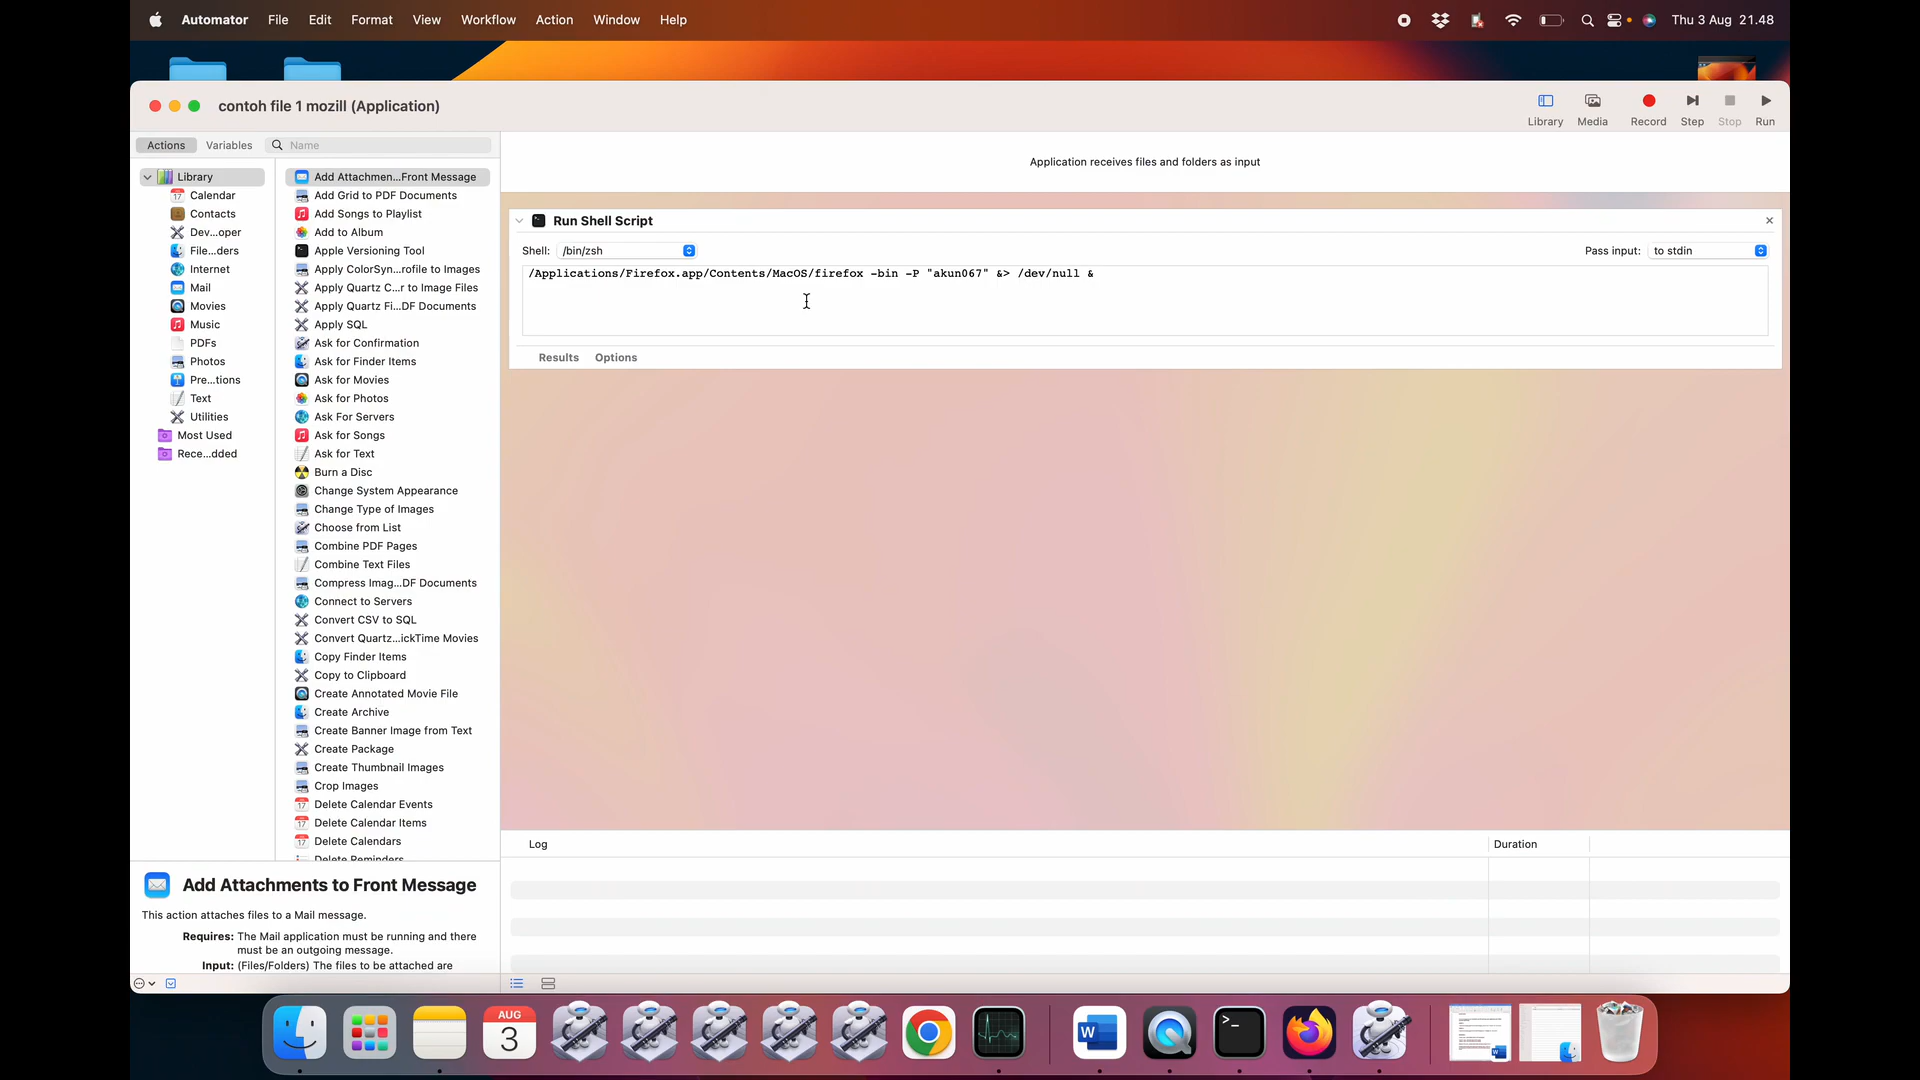 Automator File Edit Format View Workflow Action Window Help
Thu 3 Aug 21.48
contoh file 1 mozill (Application)
Library Media Record Step Stop Run
Actions Variables Name
Application receives files and folders as input
Library
Calendar
Contacts
Dev...oper
File...ders
Internet
Mail
Movies
Music
PDFs
Photos
Pre...tions
Text
Utilities
Most Used
Rece...dded
Add Attachmen...Front Message
Add Grid to PDF Documents
Add Songs to Playlist
Add to Album
Apple Versioning Tool
Apply ColorSyn...rofile to Images
Apply Quartz C...r to Image Files
Apply Quartz Fi...DF Documents
Apply SQL
Ask for Confirmation
Ask for Finder Items
Ask for Movies
Ask for Photos
Ask For Servers
Ask for Songs
Ask for Text
Burn a Disc
Change System Appearance
Change Type of Images
Choose from List
Combine PDF Pages
Combine Text Files
Compress Imag...DF Documents
Connect to Servers
Convert CSV to SQL
Convert Quartz...ickTime Movies
Copy Finder Items
Copy to Clipboard
Create Annotated Movie File
Create Archive
Create Banner Image from Text
Create Package
Create Thumbnail Images
Crop Images
Delete Calendar Events
Delete Calendar Items
Delete Calendars
Delete Reminders
Run Shell Script
Shell: /bin/zsh
Pass input: to stdin
/Applications/Firefox.app/Contents/MacOS/firefox -bin -P "akun067" &> /dev/null &
Results Options
Log Duration
Add Attachments to Front Message
This action attaches files to a Mail message.
Requires: The Mail application must be running and there
must be an outgoing message.
Input: (Files/Folders) The files to be attached are
AUG
3